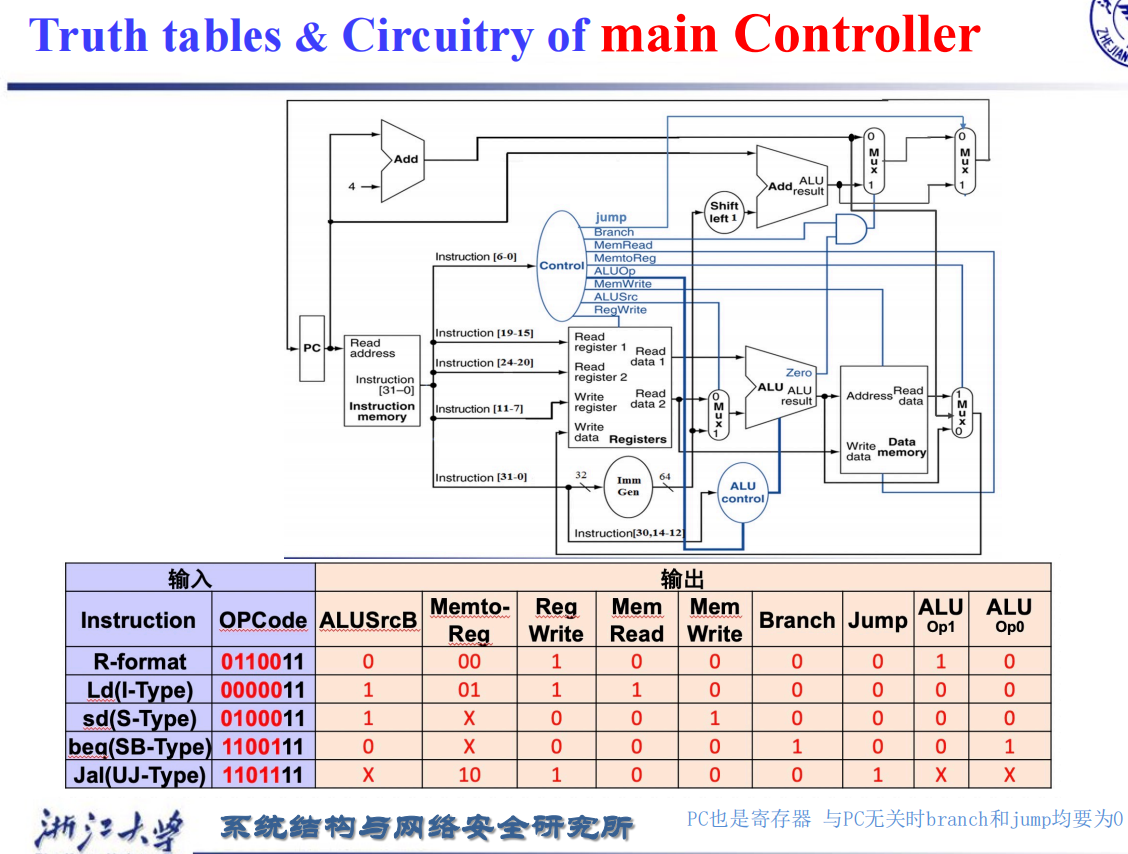 Truth tables & Circuitry of main Controller
Add
4
0
Mux
1
0
Mux
1
Add ALU result
Shift left 1
jump
Branch
MemRead
MemtoReg
ALUOp
MemWrite
ALUSrc
RegWrite
Control
Instruction [6-0]
PC
Read address
Instruction [31–0]
Instruction memory
Instruction [19-15]
Instruction [24-20]
Instruction [11-7]
Instruction [31-0]
Read register 1
Read register 2
Write register
Write data
Read data 1
Read data 2
Registers
0
Mux
1
Zero
ALU ALU result
Address
Read data
Write data
Data memory
1
Mux
0
32
Imm Gen
64
ALU control
Instruction[30,14-12]
输入 输出
Instruction OPCode ALUSrcB Memto-Reg Reg Write Mem Read Mem Write Branch Jump ALU Op1 ALU Op0
R-format 0110011 0 00 1 0 0 0 0 1 0
Ld(I-Type) 0000011 1 01 1 1 0 0 0 0 0
sd(S-Type) 0100011 1 X 0 0 1 0 0 0 0
beq(SB-Type) 1100111 0 X 0 0 0 1 0 0 1
Jal(UJ-Type) 1101111 X 10 1 0 0 0 1 X X
浙江大学
系统结构与网络安全研究所
PC也是寄存器 与PC无关时branch和jump均要为0